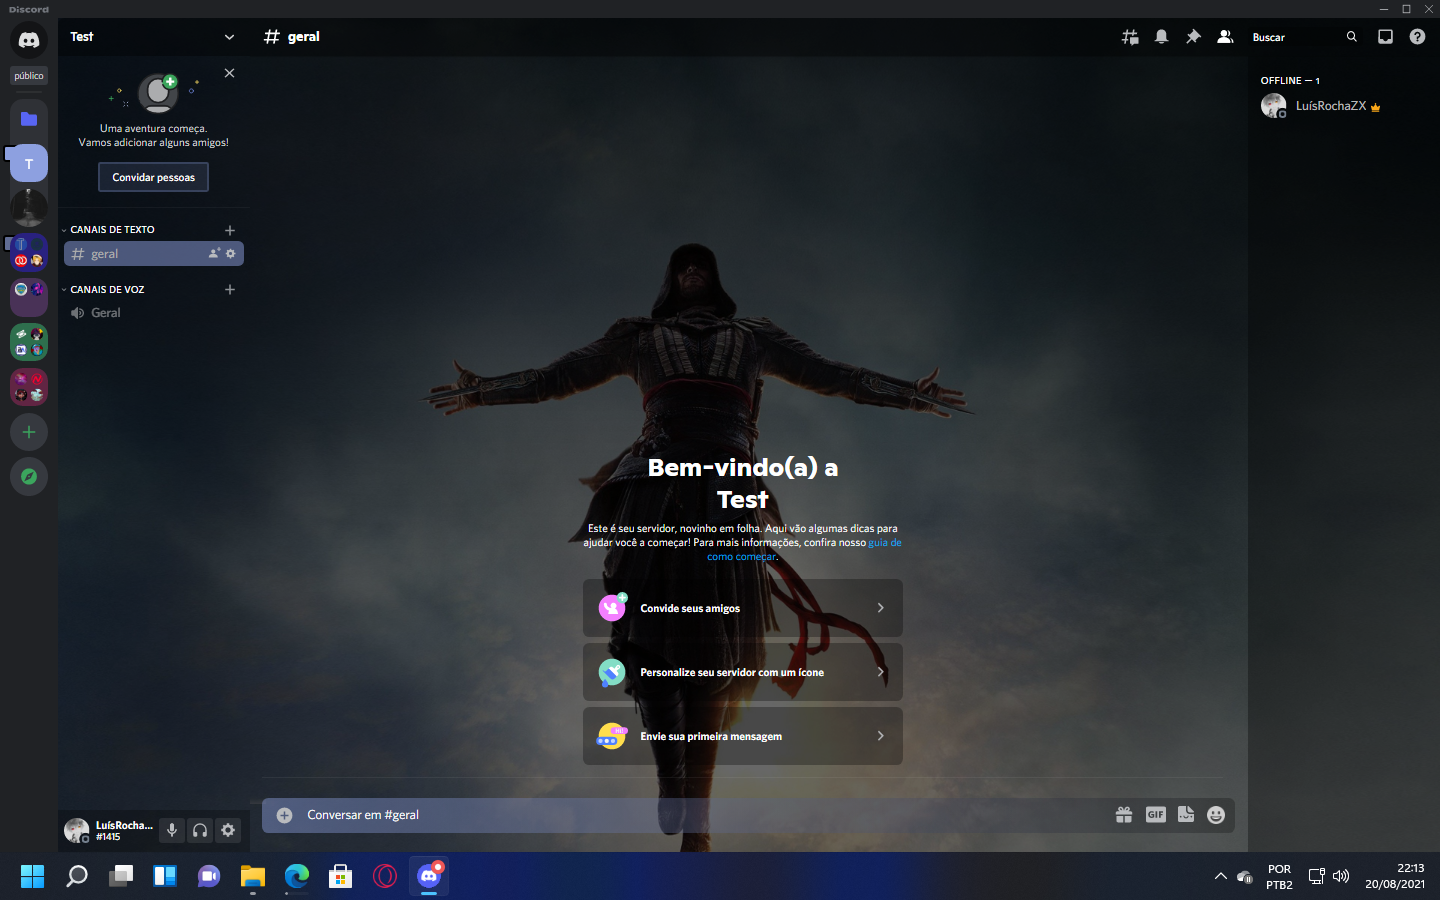 Discord
Test
geral
Buscar
público
OFFLINE — 1
LuísRochaZX
Uma aventura começa.
Vamos adicionar alguns amigos!
Convidar pessoas
T
CANAIS DE TEXTO
geral
CANAIS DE VOZ
Geral
Bem-vindo(a) a
Test
Este é seu servidor, novinho em folha. Aqui vão algumas dicas para
ajudar você a começar! Para mais informações, confira nosso guia de
como começar.
Convide seus amigos
Personalize seu servidor com um ícone
Envie sua primeira mensagem
Conversar em #geral
GIF
LuísRocha...
#1415
POR
PTB2
22:13
20/08/2021